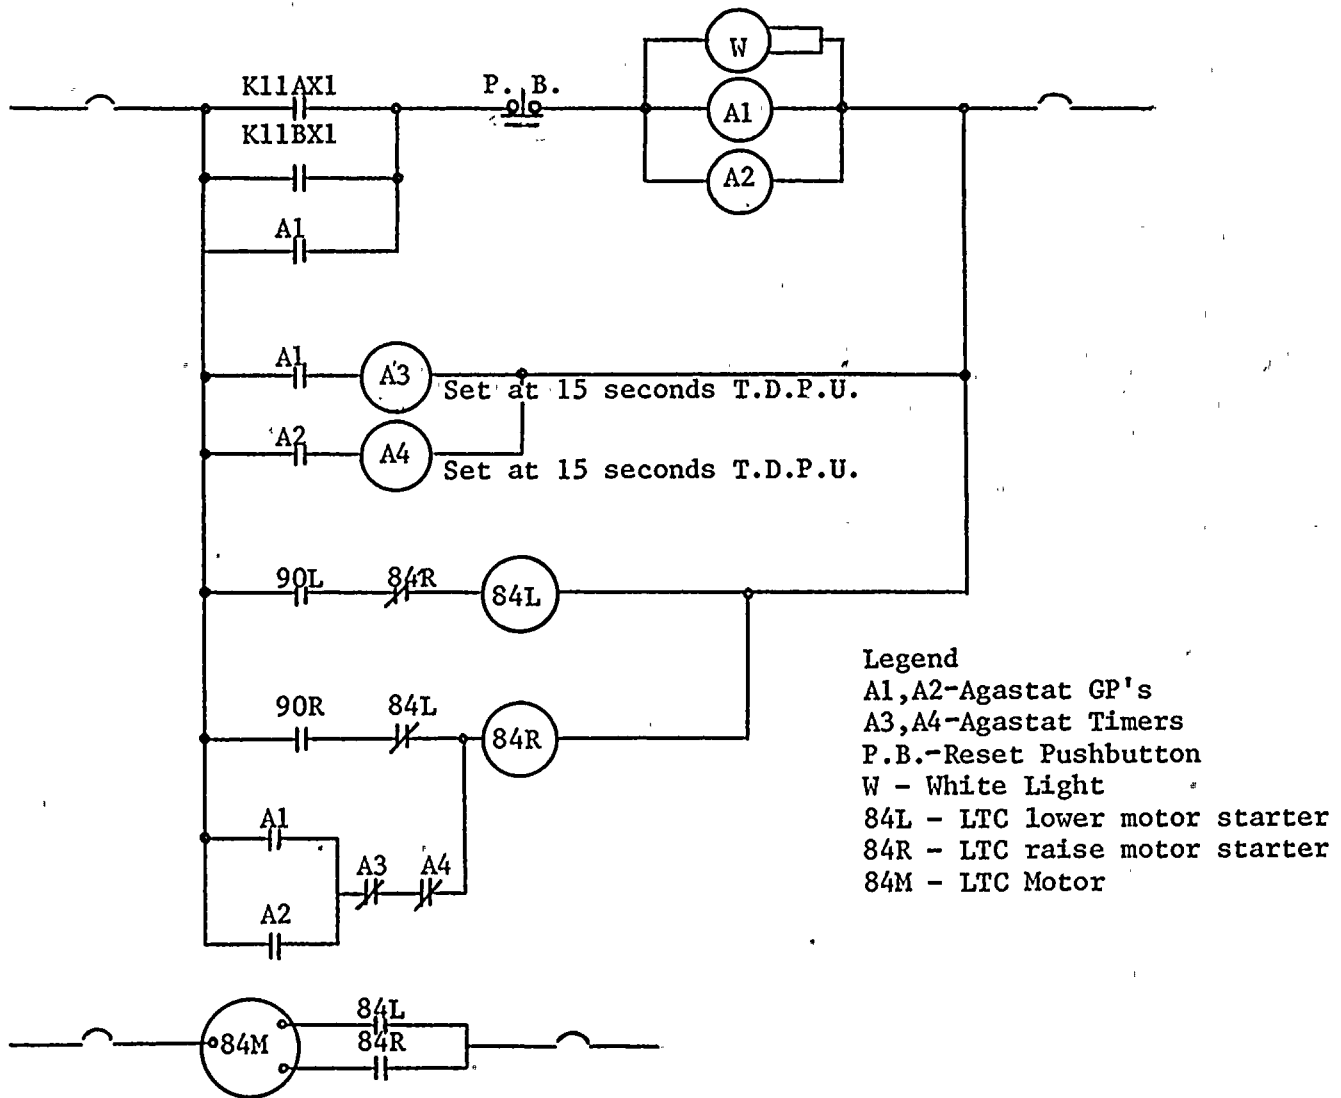 W
K11AX1
P. B.
A1
K11BX1
A2
A1
A1
A3
Set at 15 seconds T.D.P.U.
A2
A4
Set at 15 seconds T.D.P.U.
90L
84R
84L
90R
84L
84R
A1
A3
A4
A2
Legend
A1,A2-Agastat GP's
A3,A4-Agastat Timers
P.B.-Reset Pushbutton
W - White Light
84L - LTC lower motor starter
84R - LTC raise motor starter
84M - LTC Motor
84L
84M
84R